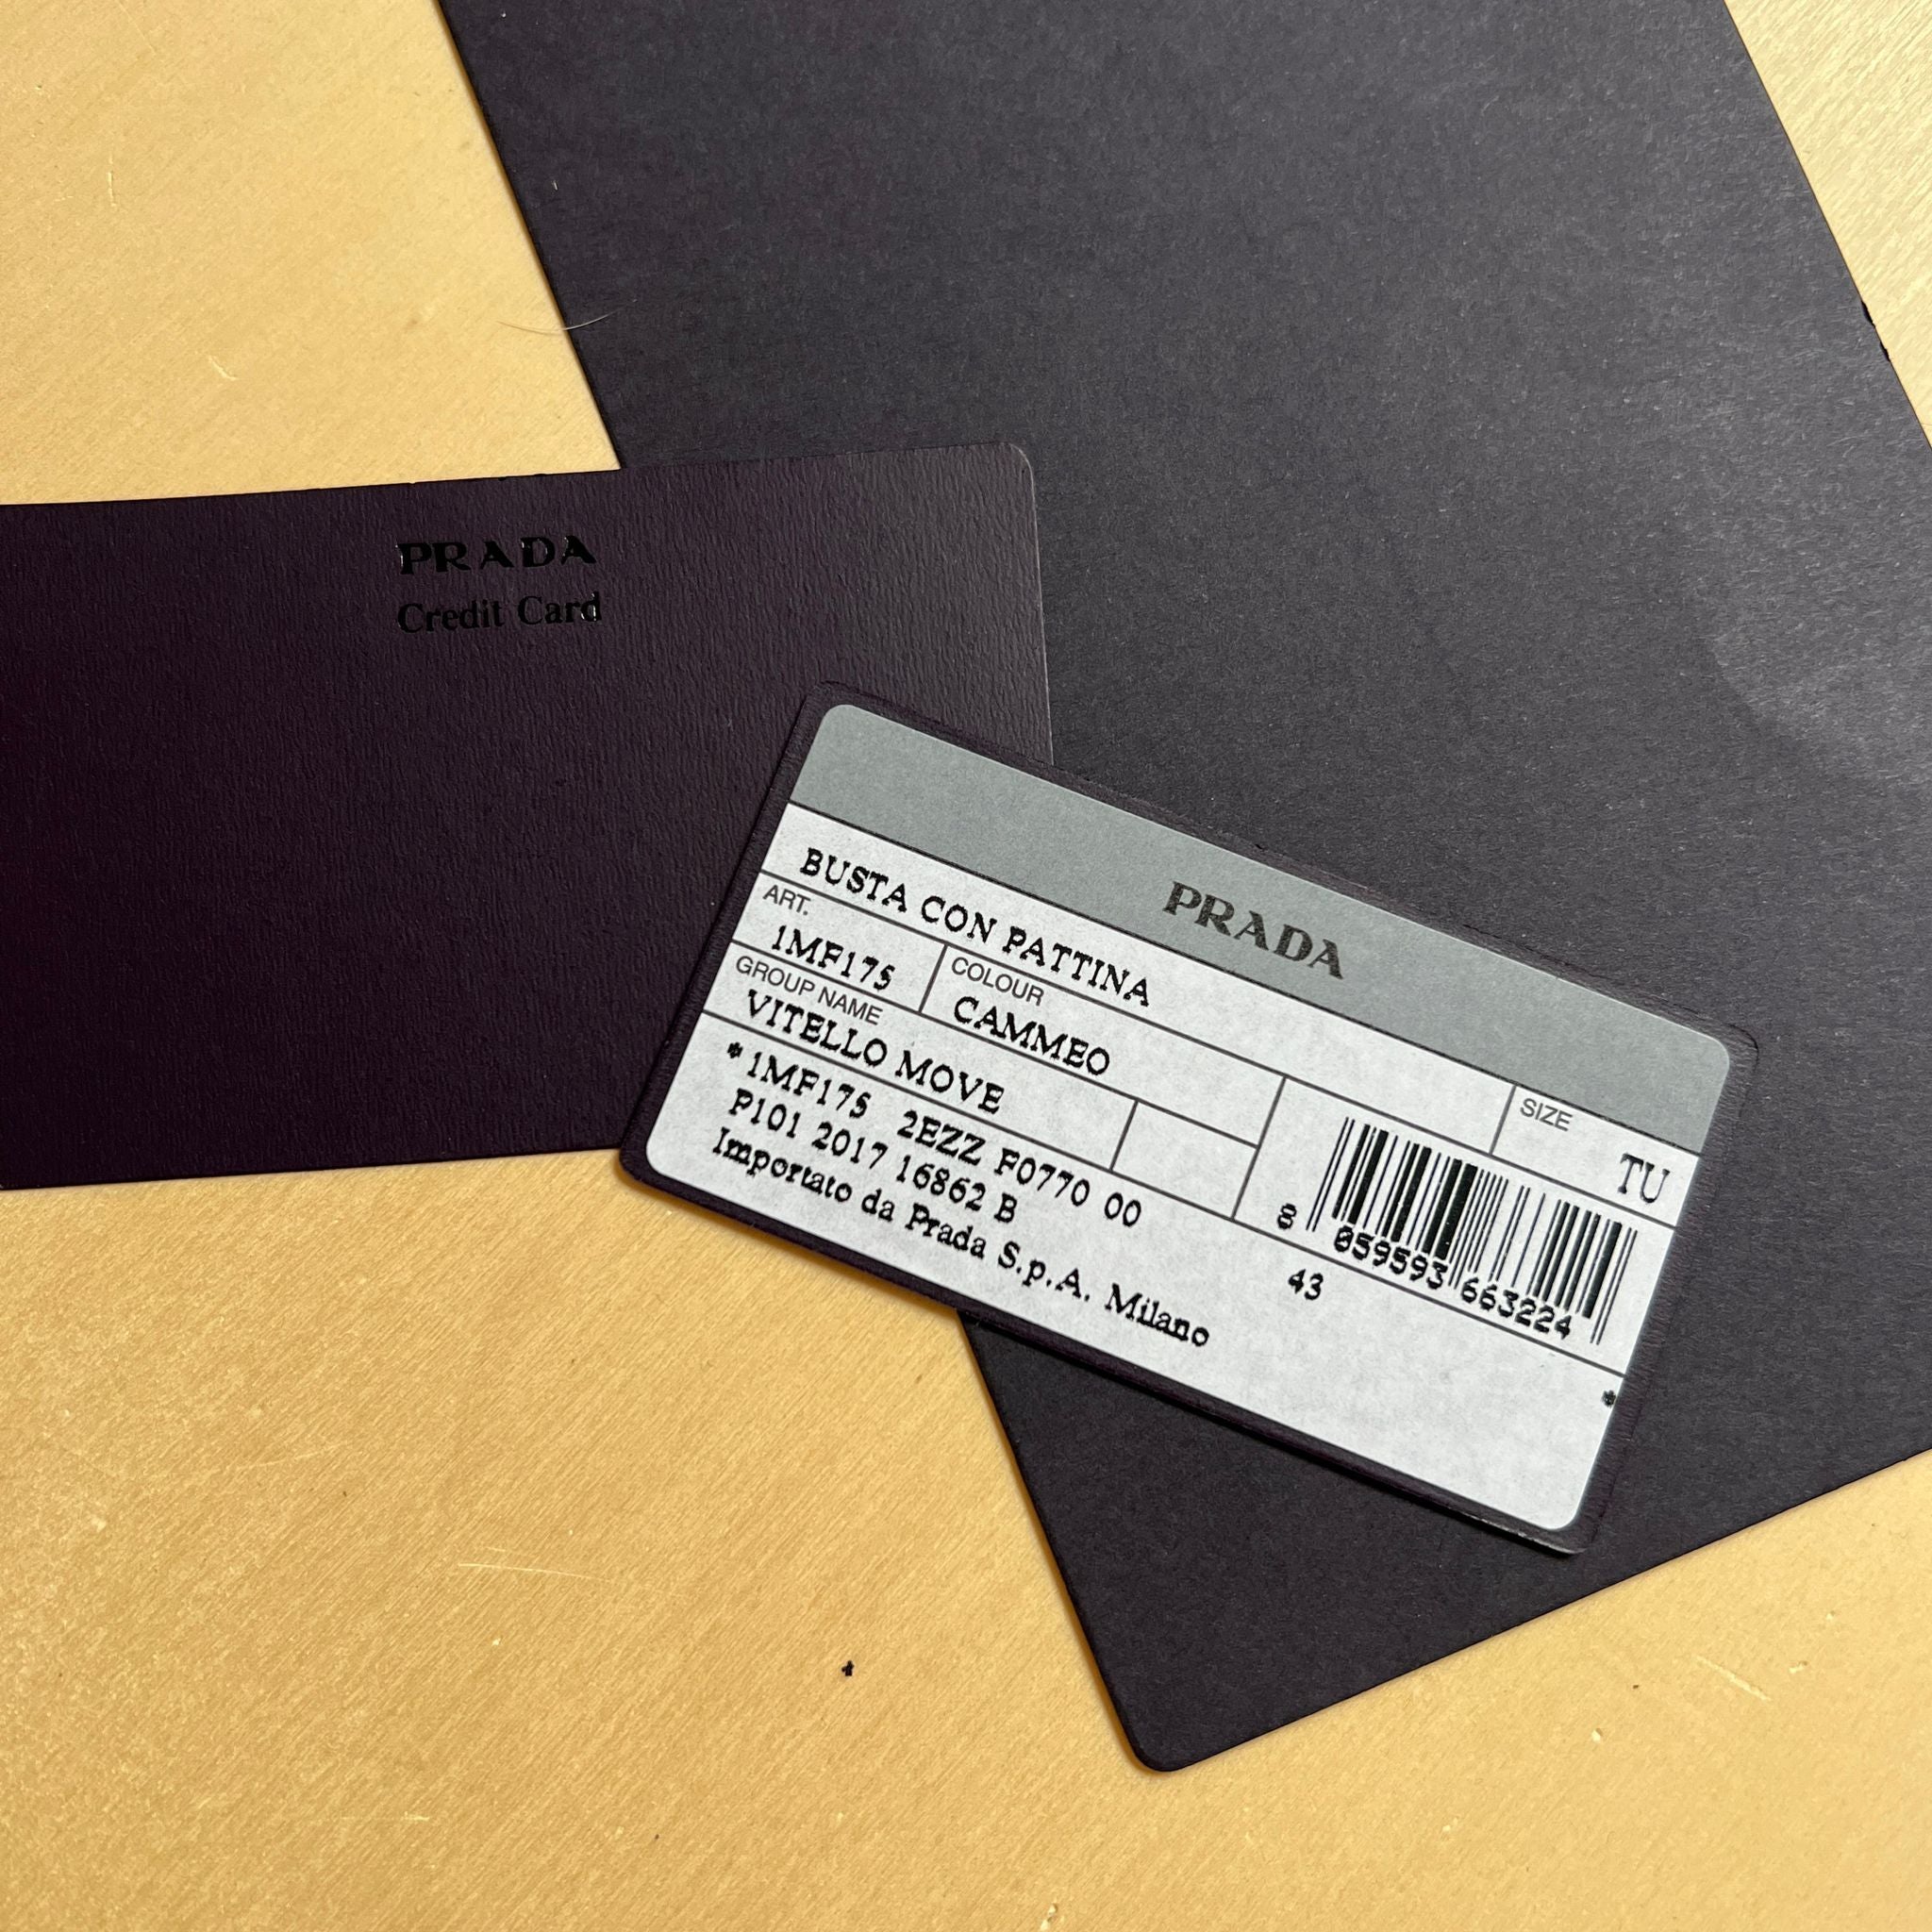 PRADA
Credit Card
PRADA
BUSTA CON PATTINA
SIZE
TU
ART.
1MF175
COLOUR
CAMMEO
GROUP NAME
VITELLO MOVE
8 059593 663224
*1MF175 2EZZ F0770 00
43
P101 2017 16862 B
*
Importato da Prada S.p.A. Milano